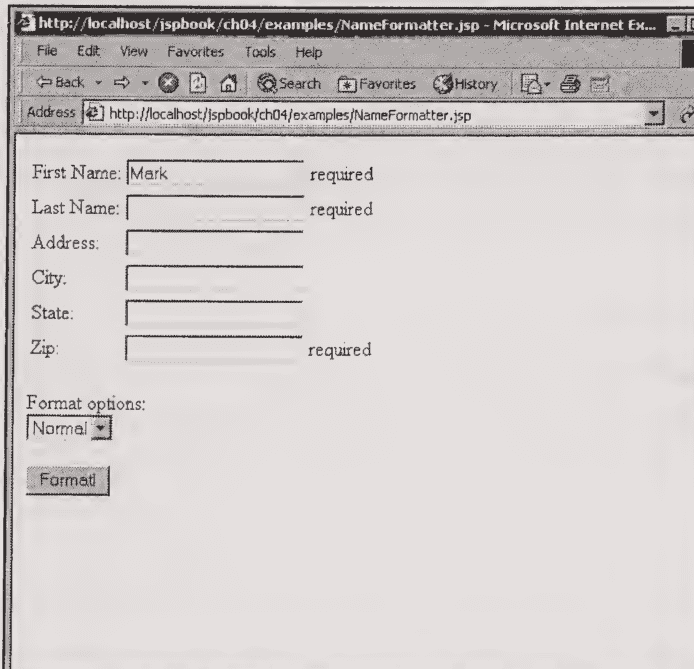 http://localhost/jspbook/ch04/examples/NameFormatter.jsp - Microsoft Internet Ex...
File Edit View Favorites Tools Help
Back Search Favorites History
Address http://localhost/jspbook/ch04/examples/NameFormatter.jsp
First Name: Mark required
Last Name: required
Address:
City:
State:
Zip: required
Format options:
Normal
Format!